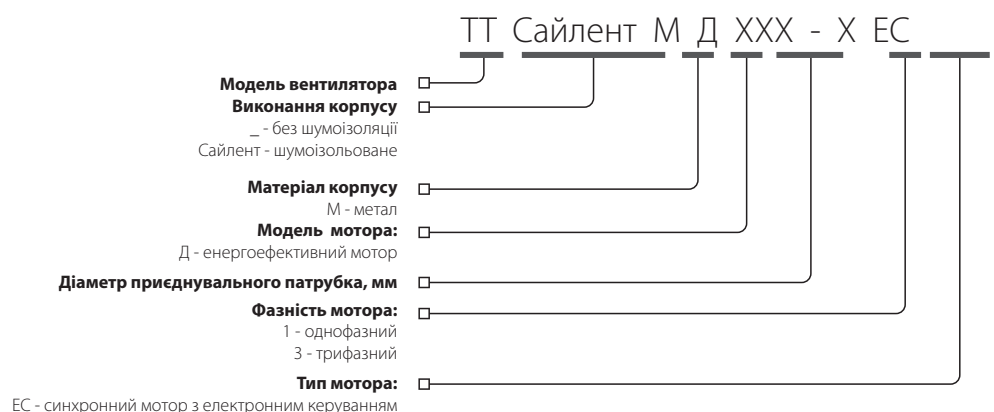 ТТ Сайлент М Д ХХХ - Х ЕС
Модель вентилятора
Виконання корпусу
_ - без шумоізоляції
Сайлент - шумоізольоване
Матеріал корпусу
М - метал
Модель мотора:
Д - енергоефективний мотор
Діаметр приєднувального патрубка, мм
Фазність мотора:
1 - однофазний
3 - трифазний
Тип мотора:
ЕС - синхронний мотор з електронним керуванням